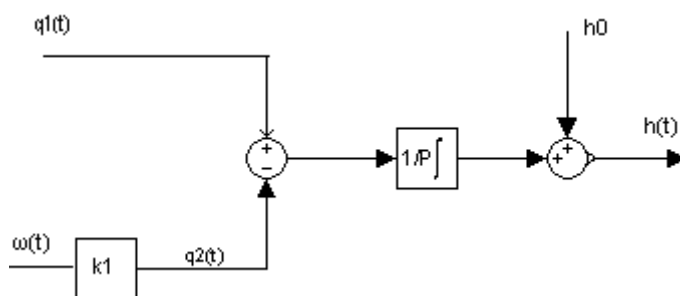 q1(t)
h0
+
−
1/P∫
+
+
h(t)
ω(t)
k1
q2(t)